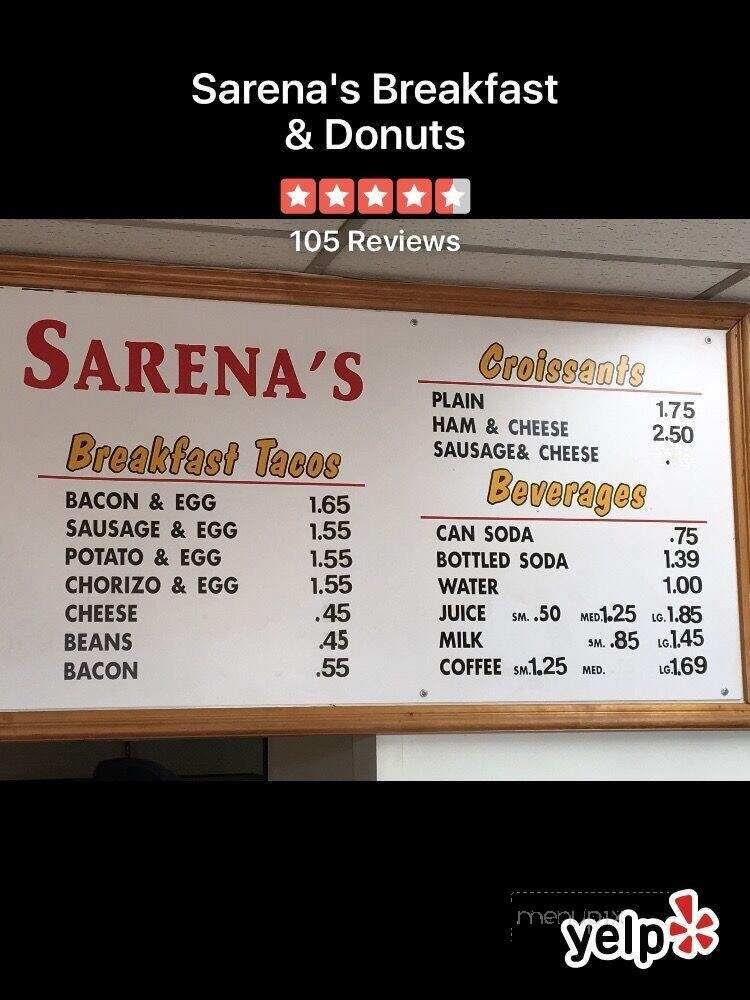 Sarena's Breakfast
& Donuts
105 Reviews
SARENA'S
Breakfast Tacos
BACON & EGG 1.65
SAUSAGE & EGG 1.55
POTATO & EGG 1.55
CHORIZO & EGG 1.55
CHEESE .45
BEANS .45
BACON .55
Croissants
PLAIN 1.75
HAM & CHEESE 2.50
SAUSAGE& CHEESE .
Beverages
CAN SODA .75
BOTTLED SODA 1.39
WATER 1.00
JUICE SM. .50 MED.1.25 LG.1.85
MILK SM. .85 LG.1.45
COFFEE SM.1.25 MED. LG.1.69
yelp